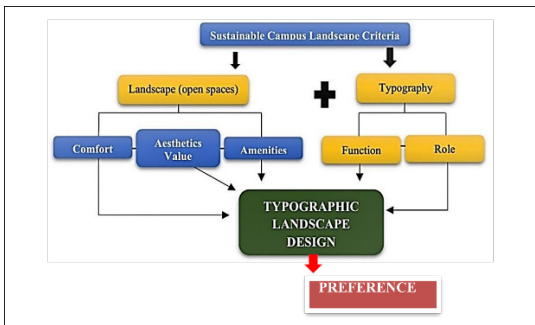 Sustainable Campus Landscape Criteria
Landscape (open spaces)
Typography
Comfort
Aesthetics
Value
Amenities
Function
Role
TYPOGRAPHIC
LANDSCAPE
DESIGN
PREFERENCE